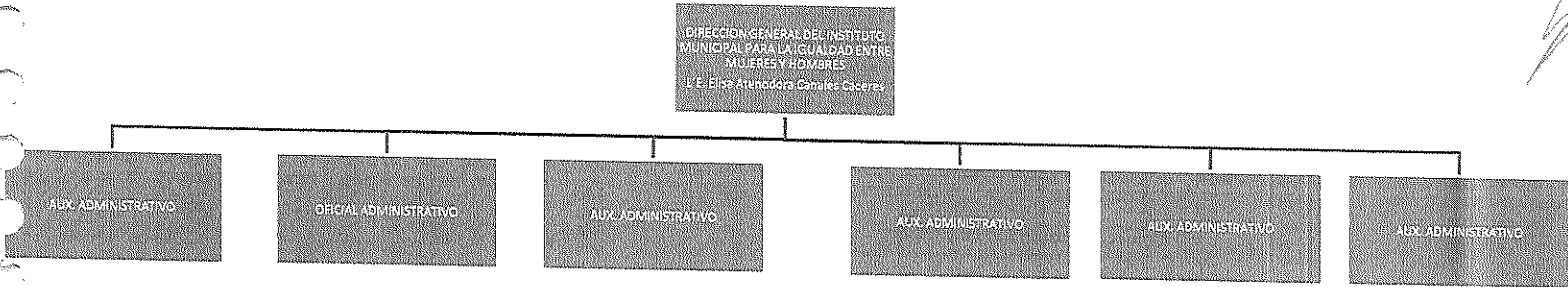 DIRECCION GENERAL DEL INSTITUTO
MUNICIPAL PARA LA IGUALDAD ENTRE
MUJERES Y HOMBRES
L.E. Elisa Atenodora Canales Caceres
AUX. ADMINISTRATIVO
OFICIAL ADMINISTRATIVO
AUX. ADMINISTRATIVO
AUX. ADMINISTRATIVO
AUX. ADMINISTRATIVO
AUX. ADMINISTRATIVO